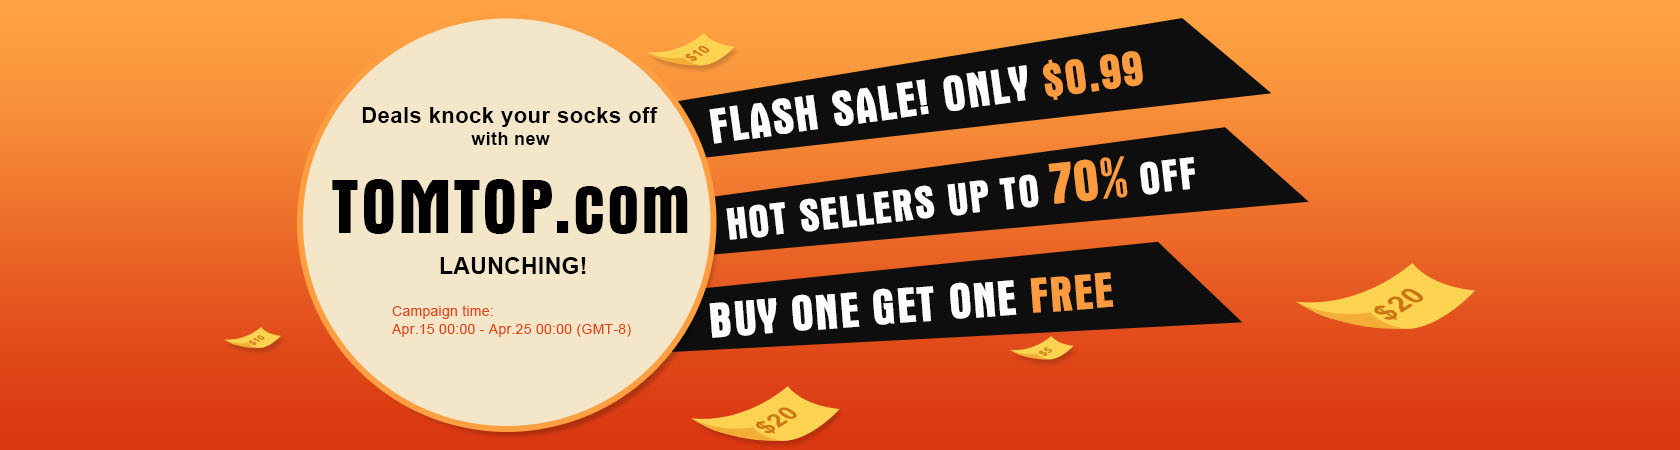 Deals knock your socks off
with new
TOMTOP.com
LAUNCHING!
Campaign time:
Apr.15 00:00 - Apr.25 00:00 (GMT-8)
FLASH SALE! ONLY $0.99
HOT SELLERS UP TO 70% OFF
BUY ONE GET ONE FREE
$10
$10
$20
$5
$20